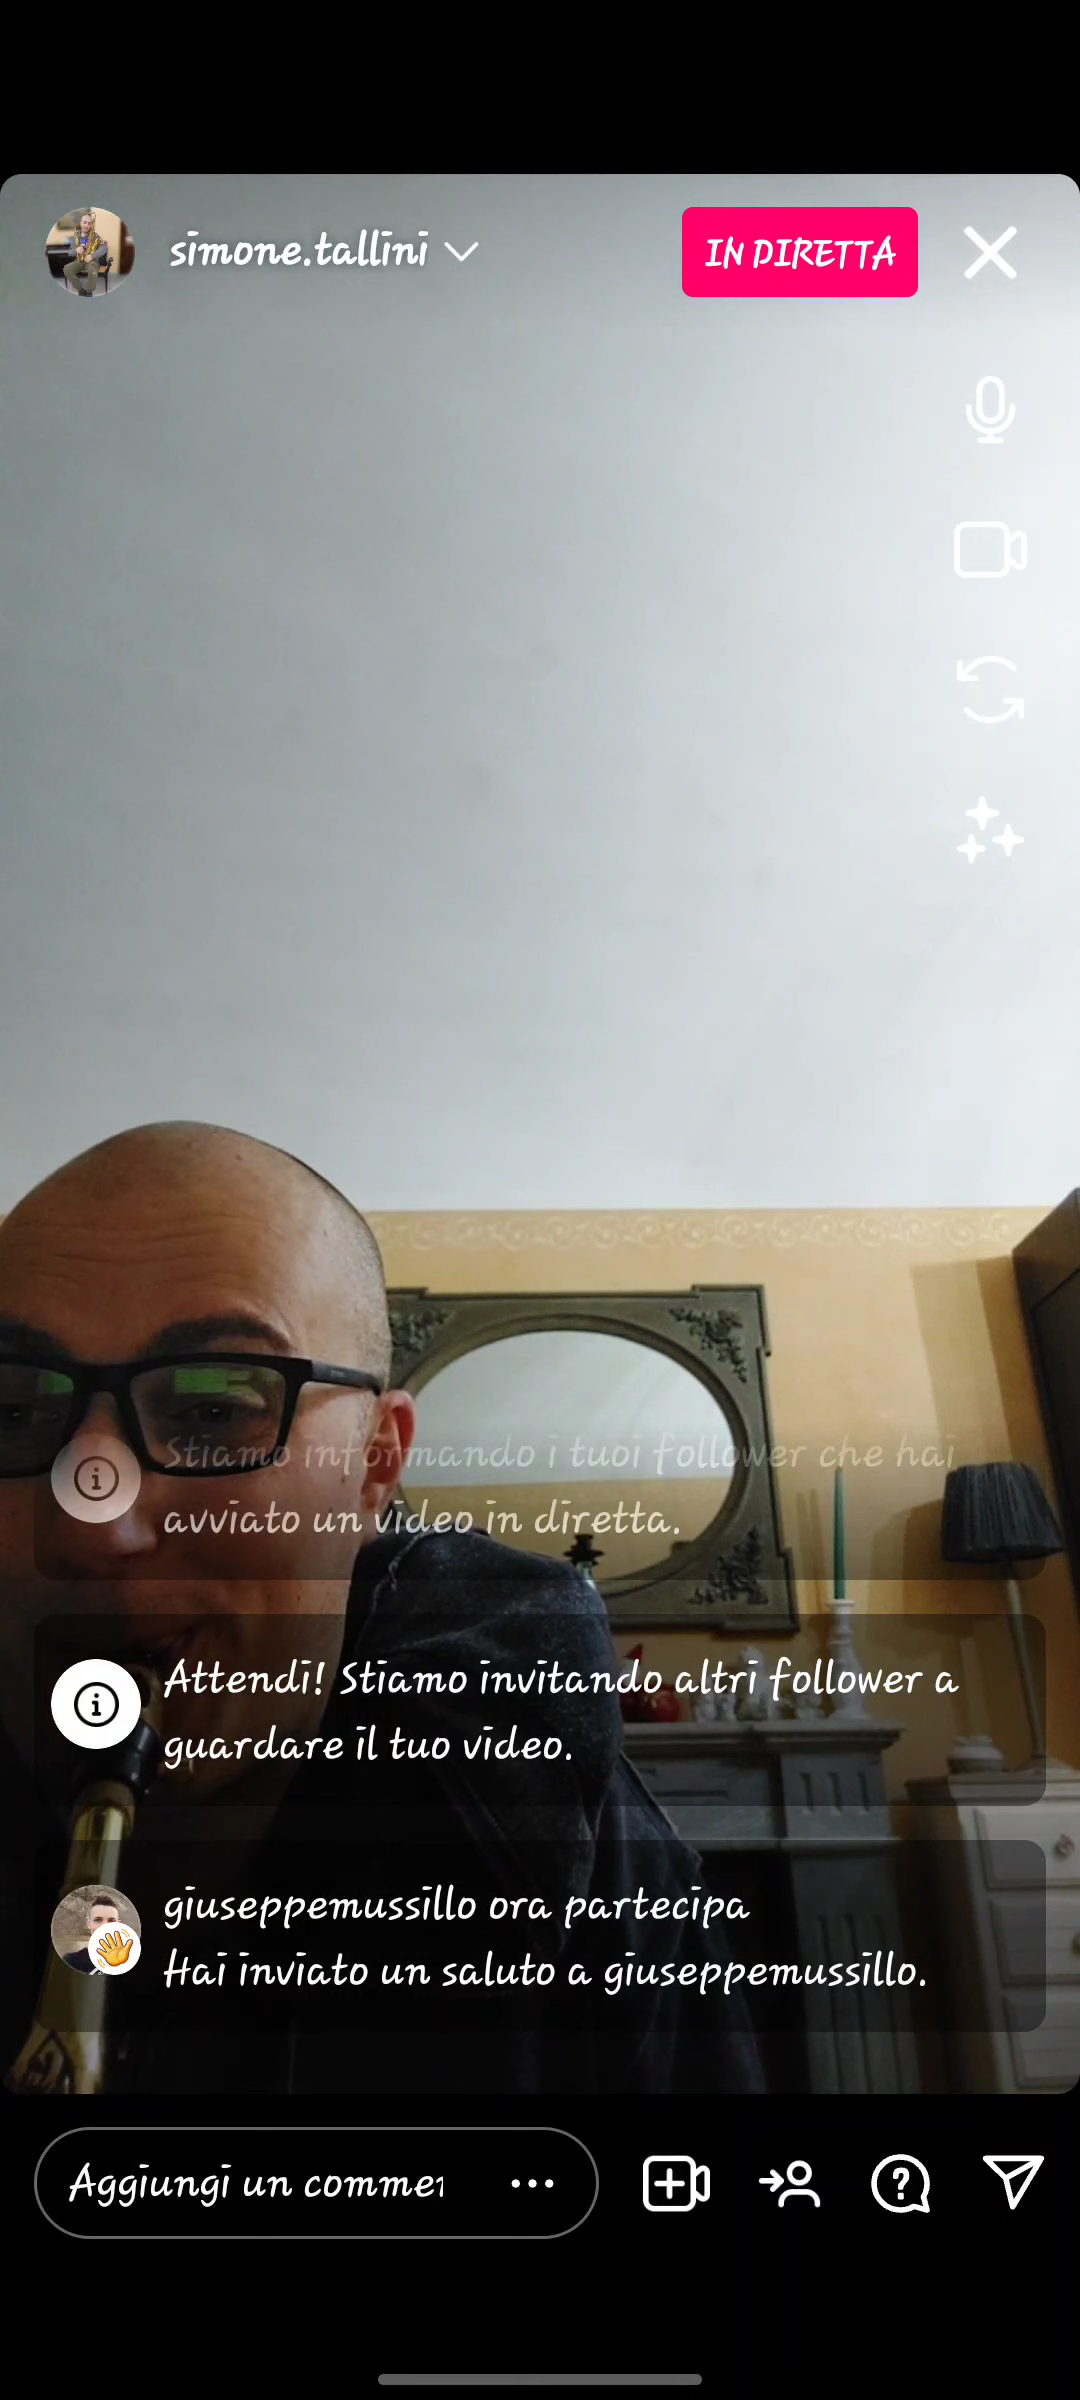 simone.tallini
IN DIRETTA
Stiamo informando i tuoi follower che hai
avviato un video in diretta.
Attendi! Stiamo invitando altri follower a
guardare il tuo video.
giuseppemussillo ora partecipa
Hai inviato un saluto a giuseppemussillo.
Aggiungi un commen